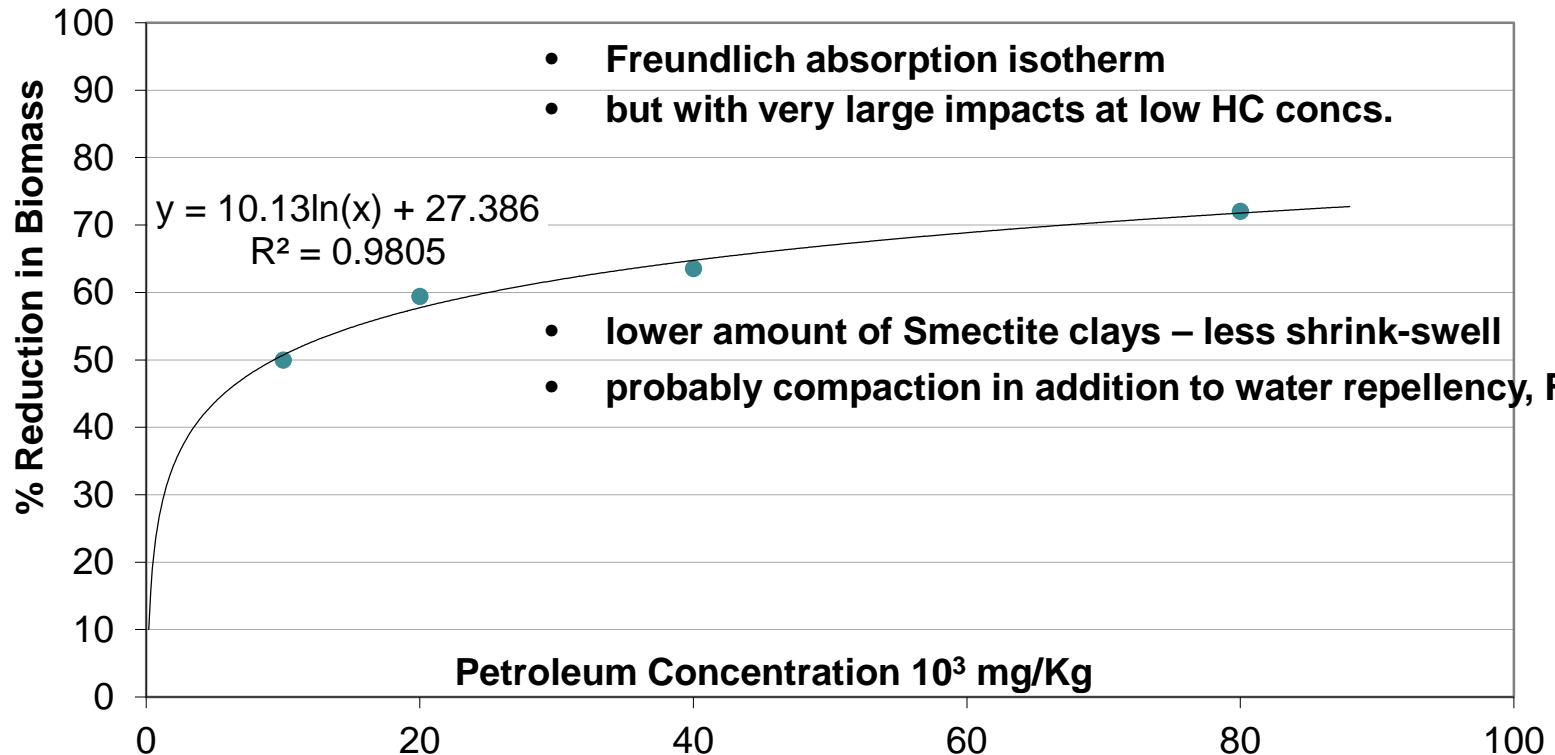 100
90
80
70
60
50
40
30
20
10
0
% Reduction in Biomass
• Freundlich absorption isotherm
• but with very large impacts at low HC concs.
y = 10.13ln(x) + 27.386
R² = 0.9805
• lower amount of Smectite clays – less shrink-swell
• probably compaction in addition to water repellency,
Petroleum Concentration 10³ mg/Kg
0 20 40 60 80 100